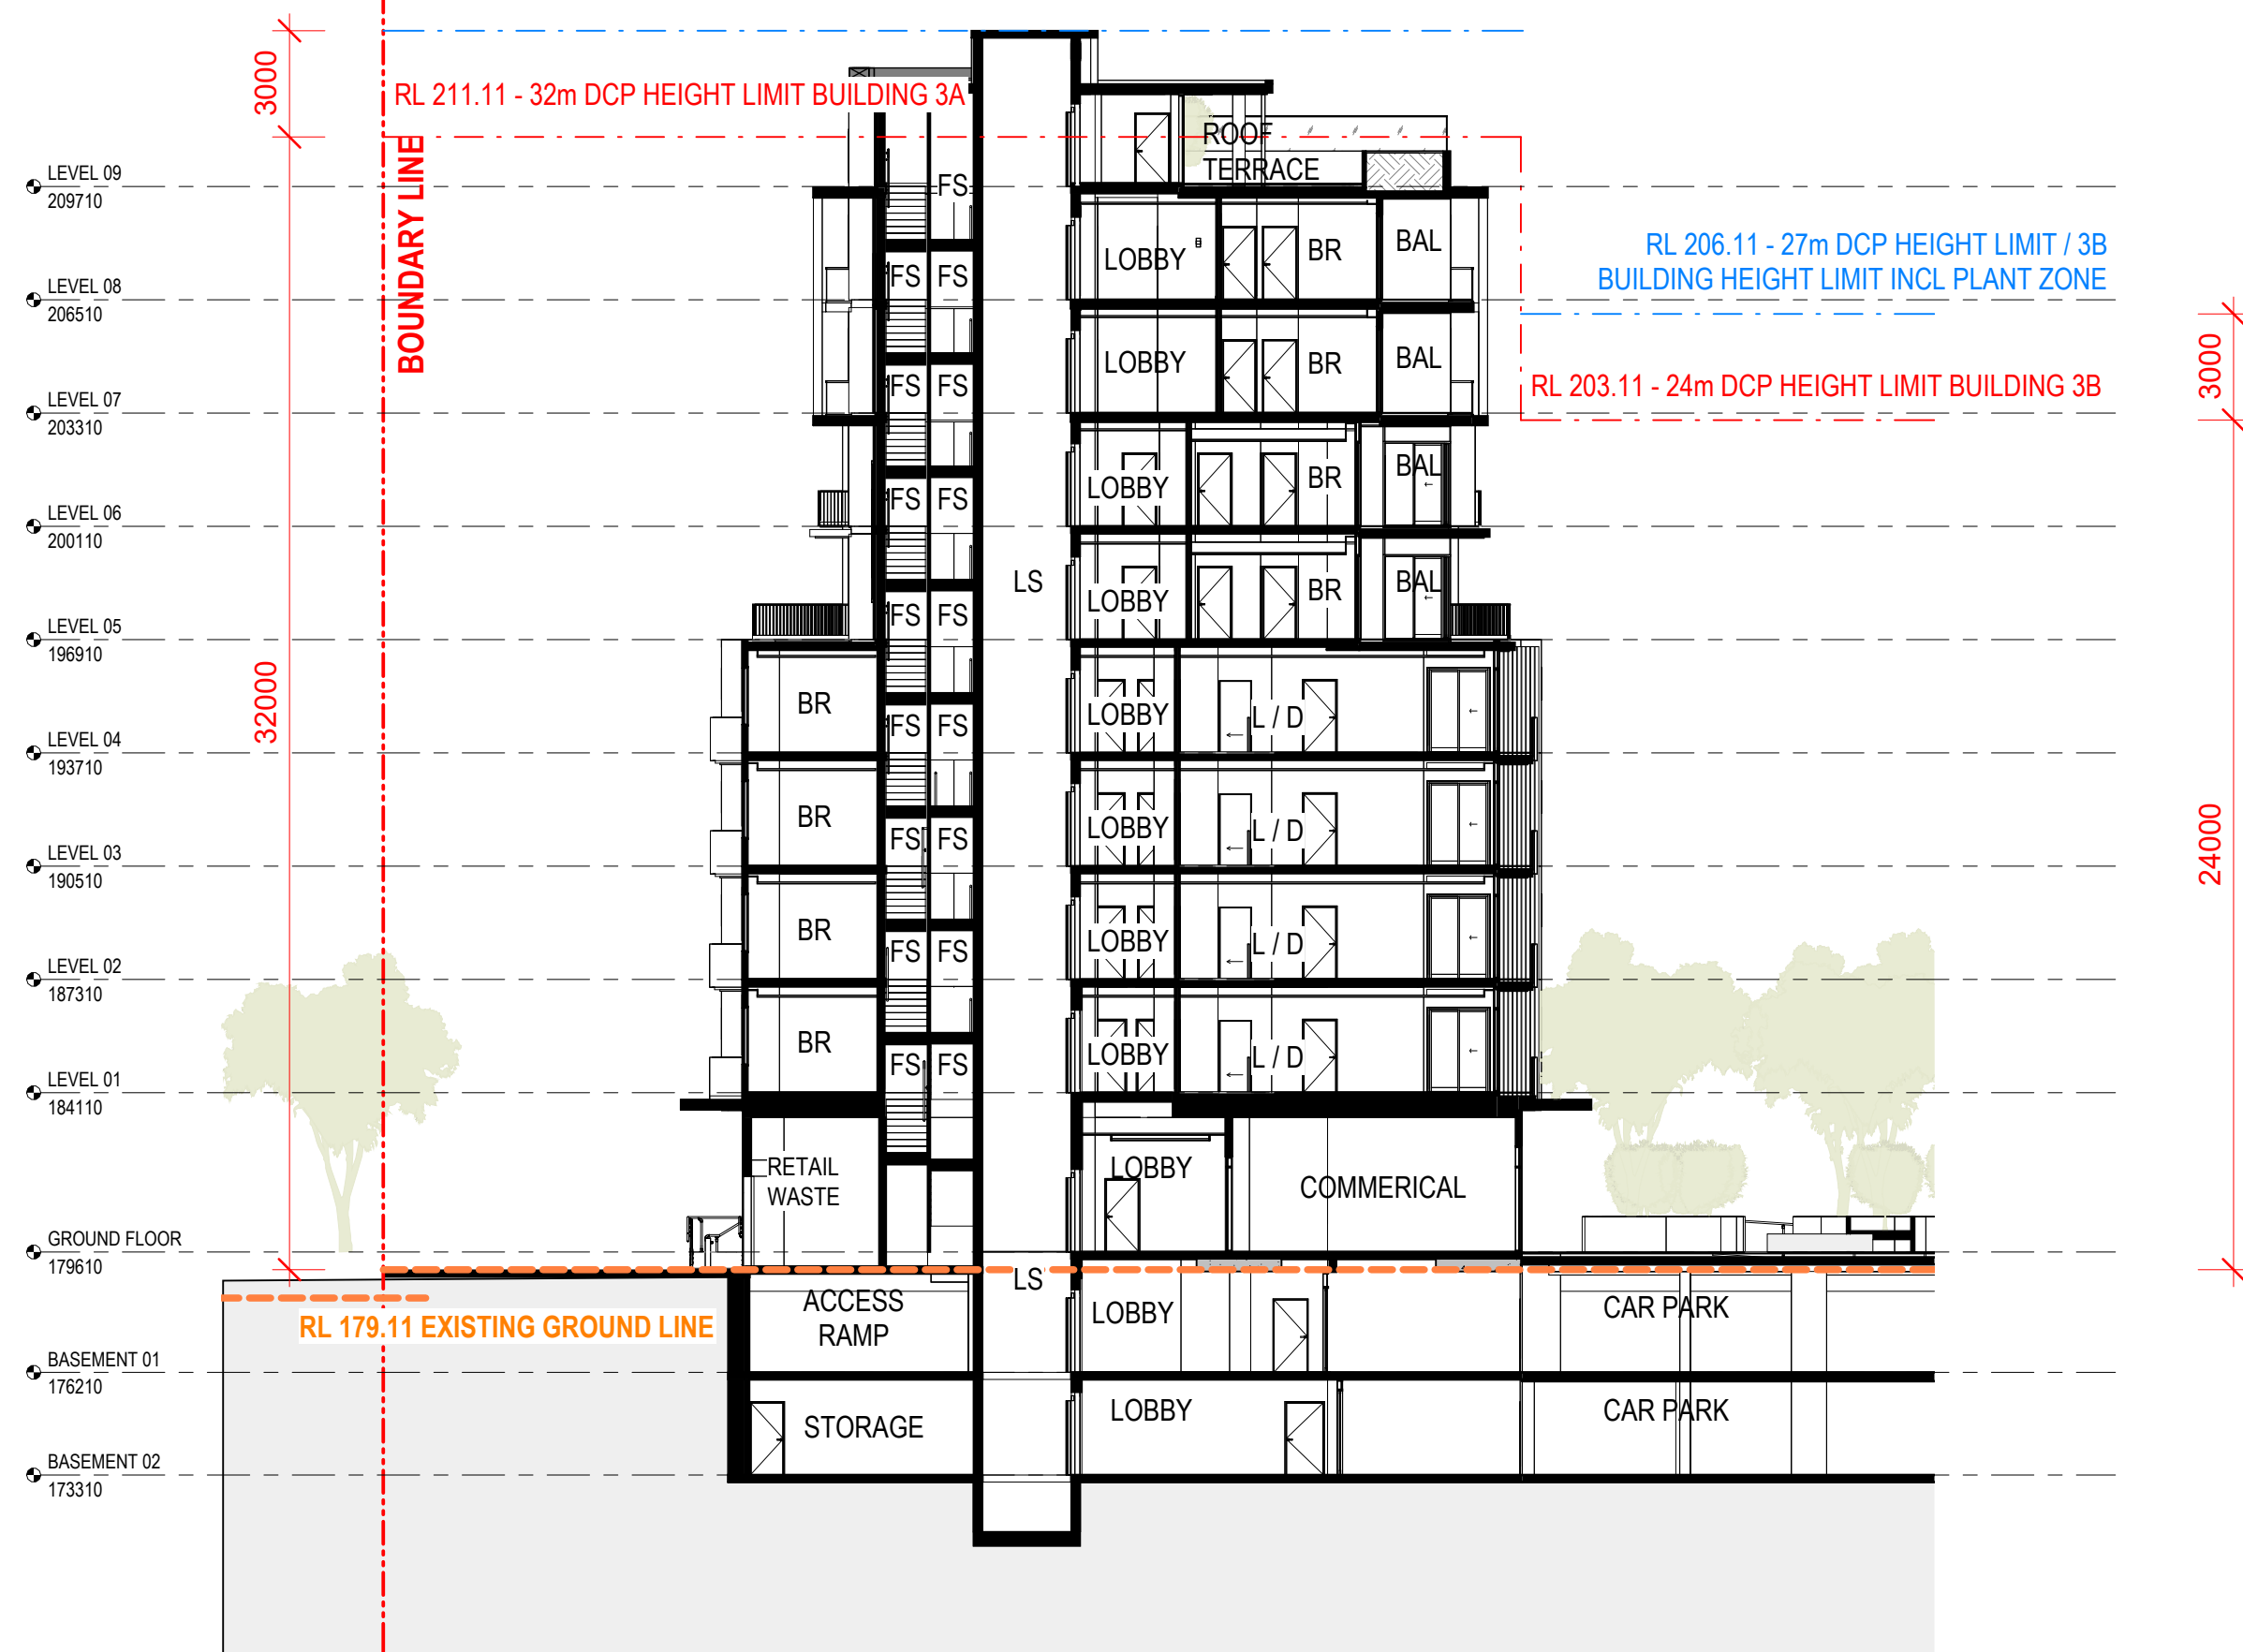 3000
RL 211.11 - 32m DCP HEIGHT LIMIT BUILDING 3A
BOUNDARY LINE
ROOF
TERRACE
LEVEL 09
209710
FS
LOBBY
BR
BAL
RL 206.11 - 27m DCP HEIGHT LIMIT / 3B
BUILDING HEIGHT LIMIT INCL PLANT ZONE
LEVEL 08
206510
FS FS
LOBBY
BR
BAL
3000
RL 203.11 - 24m DCP HEIGHT LIMIT BUILDING 3B
LEVEL 07
203310
FS FS
LOBBY
BR
BAL
LEVEL 06
200110
FS FS
LS
LOBBY
BR
BAL
LEVEL 05
196910
FS FS
32000
BR
FS FS
LOBBY
L / D
LEVEL 04
193710
BR
FS FS
LOBBY
L / D
24000
LEVEL 03
190510
BR
FS FS
LOBBY
L / D
LEVEL 02
187310
BR
FS FS
LOBBY
L / D
LEVEL 01
184110
RETAIL
WASTE
LOBBY
COMMERICAL
GROUND FLOOR
179610
LS
RL 179.11 EXISTING GROUND LINE
ACCESS
RAMP
LOBBY
CAR PARK
BASEMENT 01
176210
STORAGE
LOBBY
CAR PARK
BASEMENT 02
173310